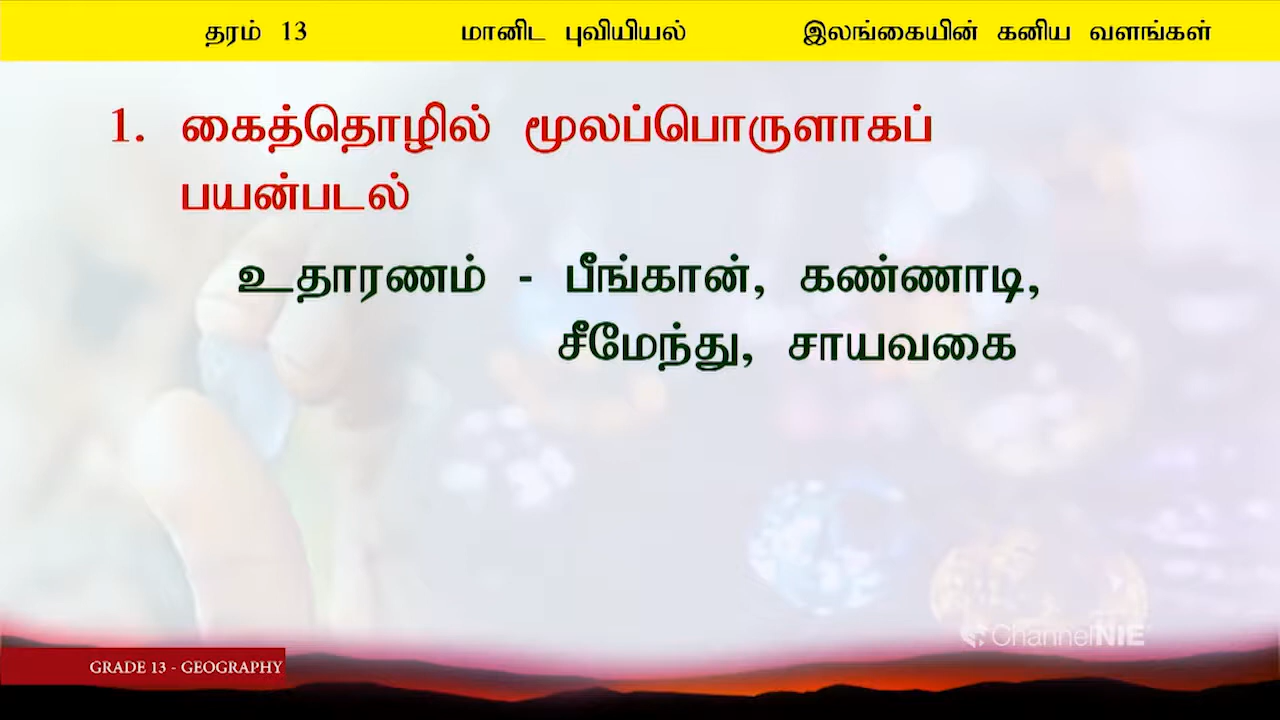 தரம் 13 மானிட புவியியல் இலங்கையின் கனிய வளங்கள்
1. கைத்தொழில் மூலப்பொருளாகப்
பயன்படல்
உதாரணம் - பீங்கான், கண்ணாடி,
சீமேந்து, சாயவகை
ChannelNIE
GRADE 13 - GEOGRAPHY